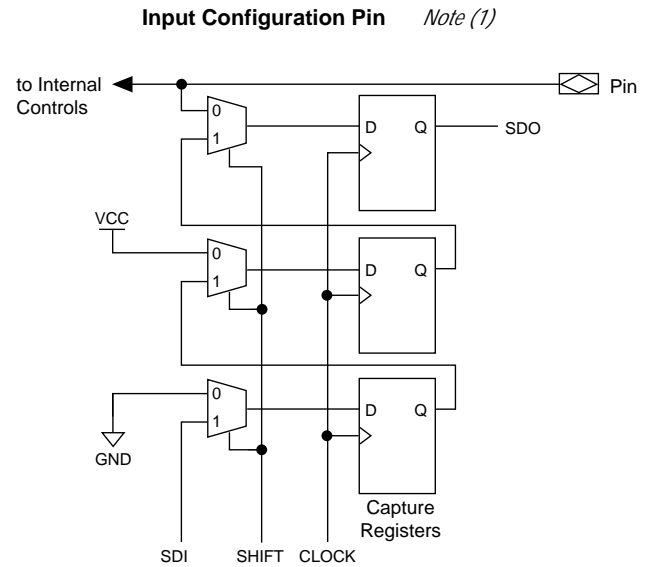 Input Configuration Pin Note (1)
to Internal
Controls
Pin
0
1
D Q
SDO
VCC
0
1
D Q
0
1
D Q
GND
Capture
Registers
SDI SHIFT CLOCK